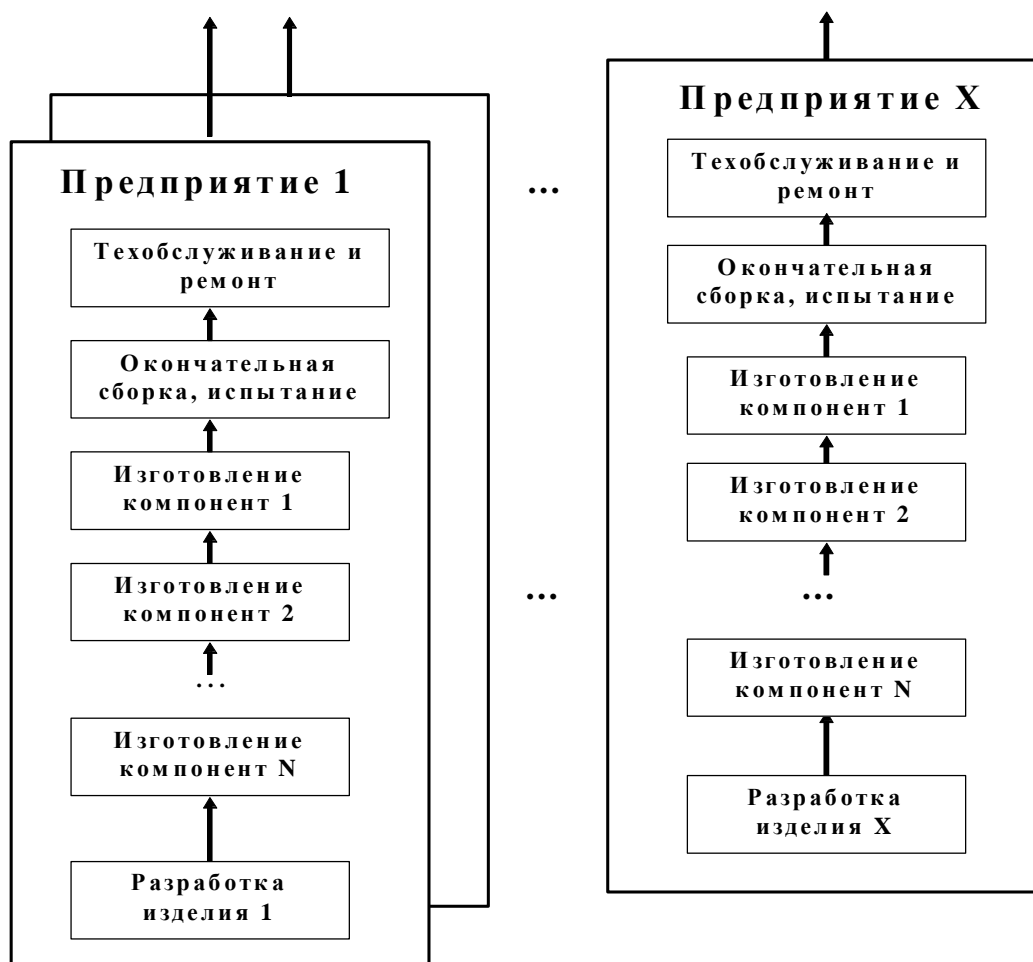 Предприятие 1
Техобслуживание и
ремонт
Окончательная
сборка, испытание
Изготовление
компонент 1
Изготовление
компонент 2
...
Изготовление
компонент N
Разработка
изделия 1
...
...
Предприятие X
Техобслуживание и
ремонт
Окончательная
сборка, испытание
Изготовление
компонент 1
Изготовление
компонент 2
...
Изготовление
компонент N
Разработка
изделия X